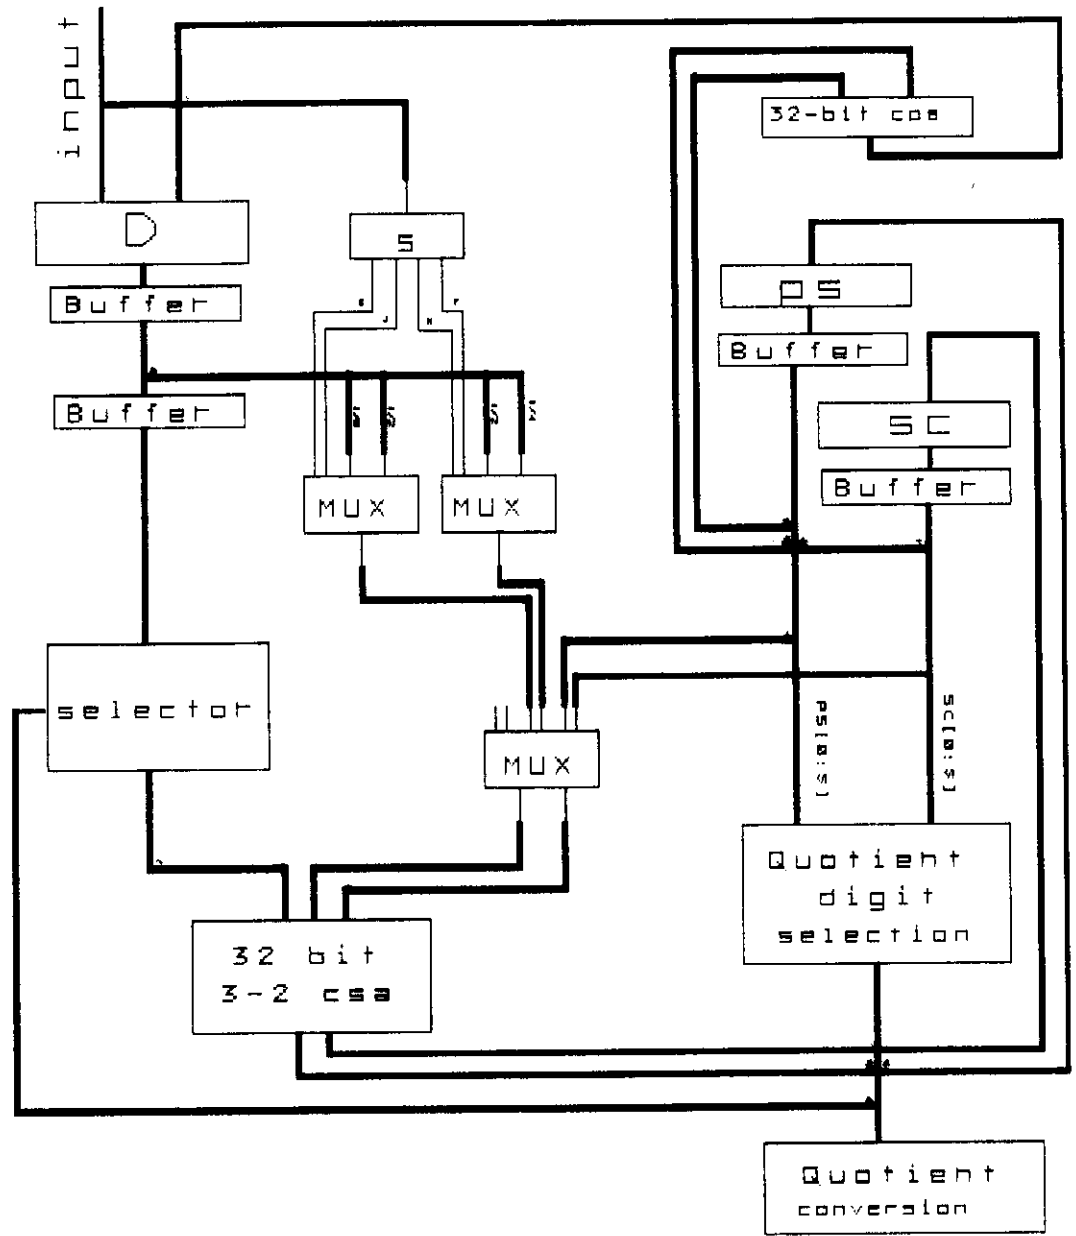 input
32-bit cpa
D
S
PS
Buffer
Buffer
Buffer
SC
Buffer
MUX
MUX
selector
MUX
PS[0:5]
SC[0:5]
Quotient
digit
selection
32 bit
3-2 csa
Quotient
conversion